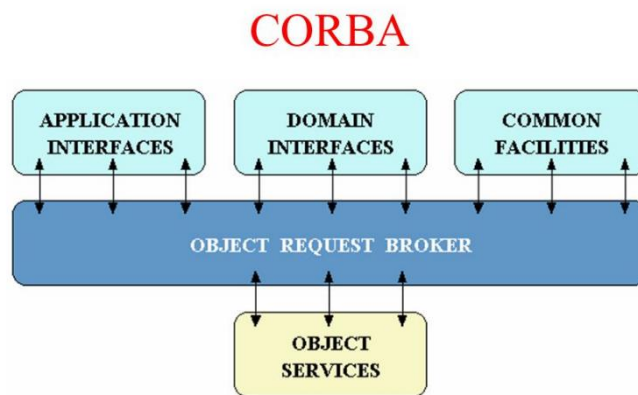 CORBA
APPLICATION
INTERFACES
DOMAIN
INTERFACES
COMMON
FACILITIES
OBJECT REQUEST BROKER
OBJECT
SERVICES